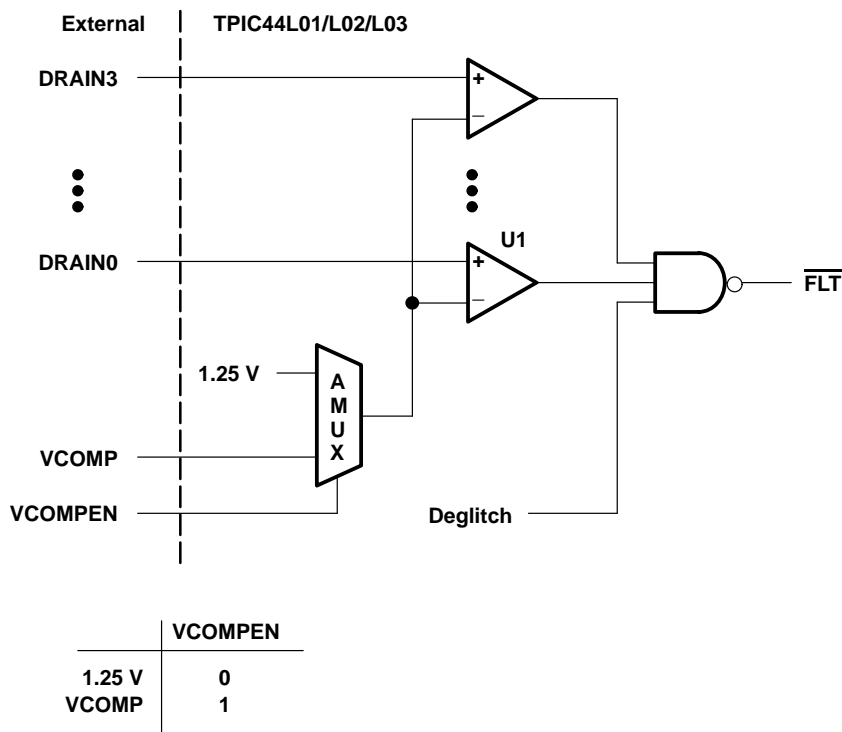 External TPIC44L01/L02/L03
DRAIN3
+
–
U1
DRAIN0
+
–
FLT
1.25 V
A
M
U
X
VCOMP
VCOMPEN
Deglitch
VCOMPEN
1.25 V 0
VCOMP 1